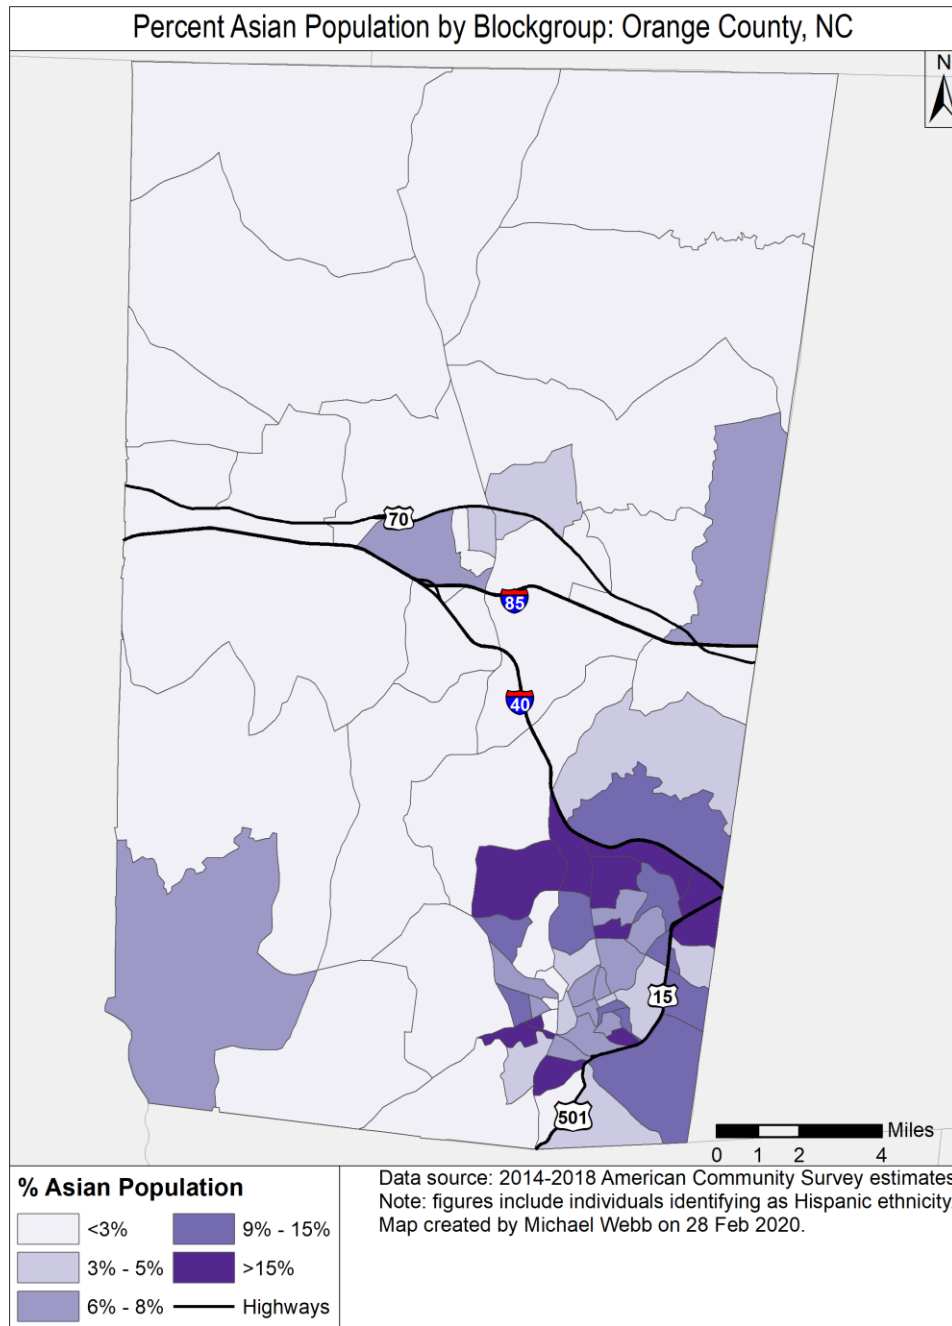 Percent Asian Population by Blockgroup: Orange County, NC
N
70
85
40
15
501
Miles
0 1 2 4
% Asian Population
<3%
9% - 15%
3% - 5%
>15%
6% - 8%
Highways
Data source: 2014-2018 American Community Survey estimates
Note: figures include individuals identifying as Hispanic ethnicity
Map created by Michael Webb on 28 Feb 2020.